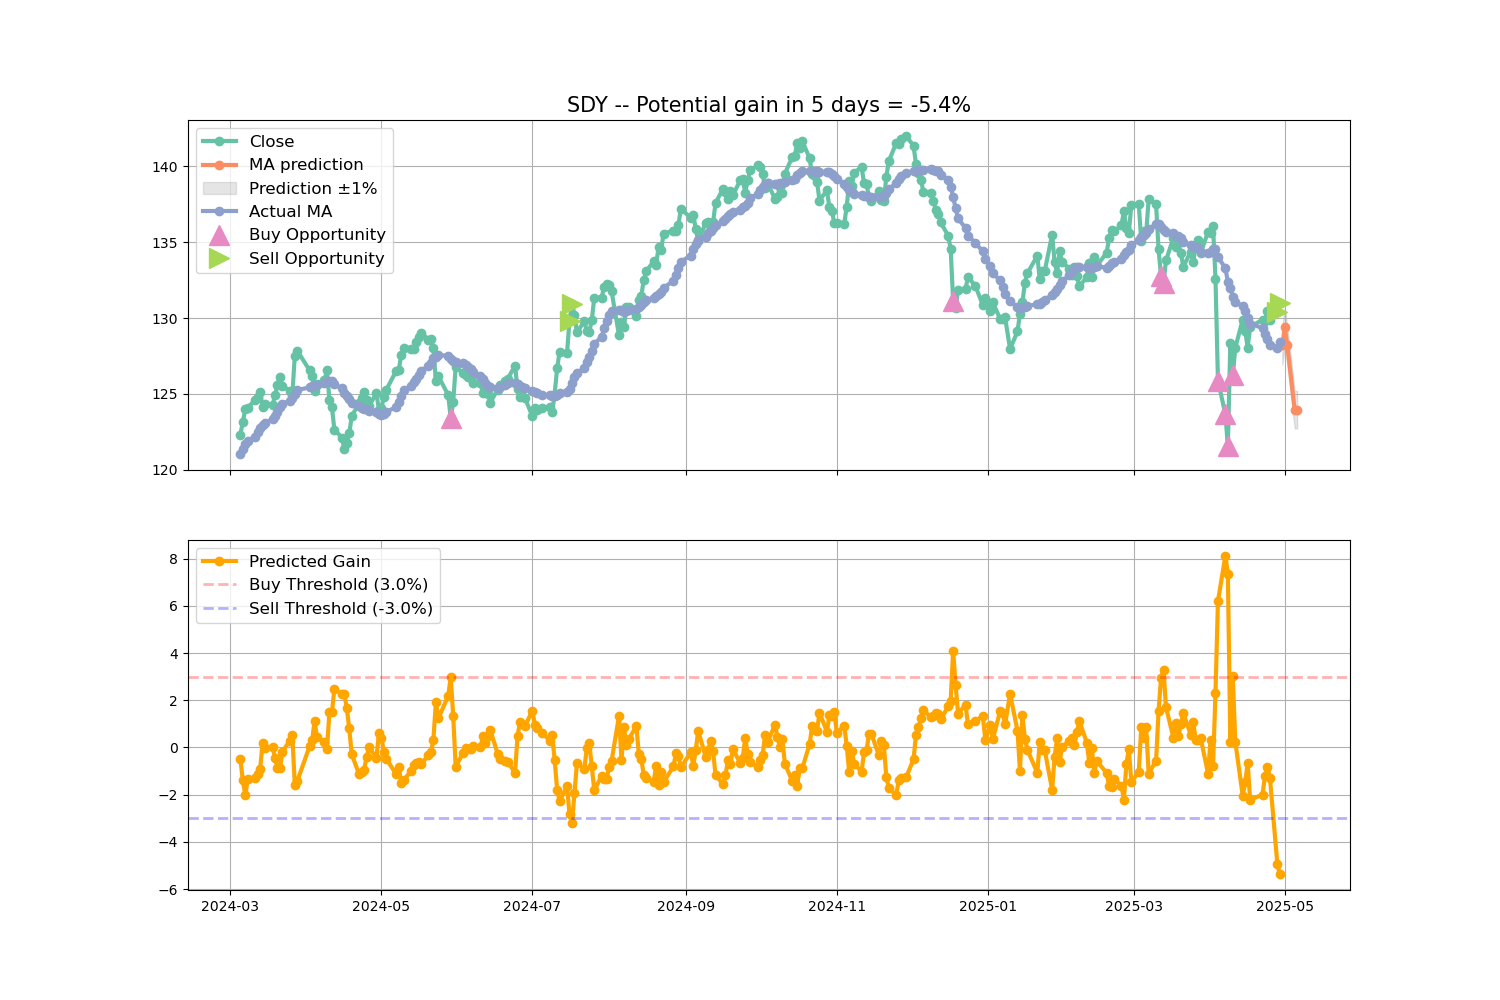 SDY -- Potential gain in 5 days = -5.4%
Close
MA prediction
Prediction ±1%
Actual MA
Buy Opportunity
Sell Opportunity
140
135
130
125
120
Predicted Gain
Buy Threshold (3.0%)
Sell Threshold (-3.0%)
8
6
4
2
0
−2
−4
−6
2024-03 2024-05 2024-07 2024-09 2024-11 2025-01 2025-03 2025-05